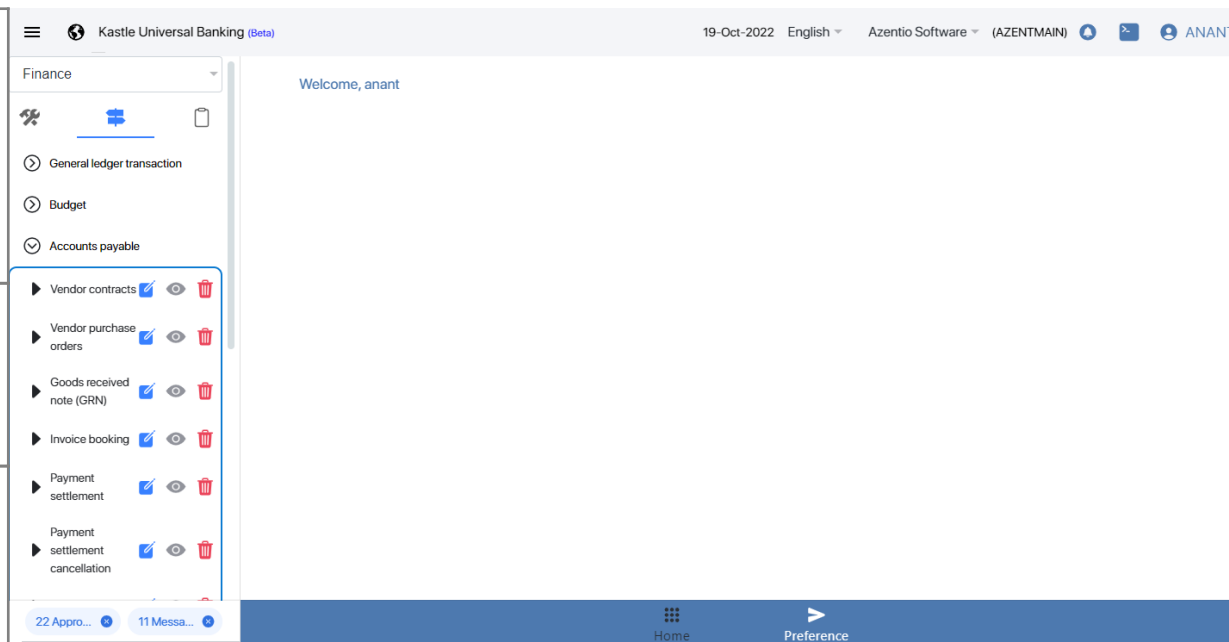 Kastle Universal Banking (Beta)
19-Oct-2022 English Azentio Software (AZENTMAIN) ANANT
Finance
Welcome, anant
General ledger transaction
Budget
Accounts payable
Vendor contracts
Vendor purchase
orders
Goods received
note (GRN)
Invoice booking
Payment
settlement
Payment
settlement
cancellation
22 Appro...
11 Messa...
Home
Preference